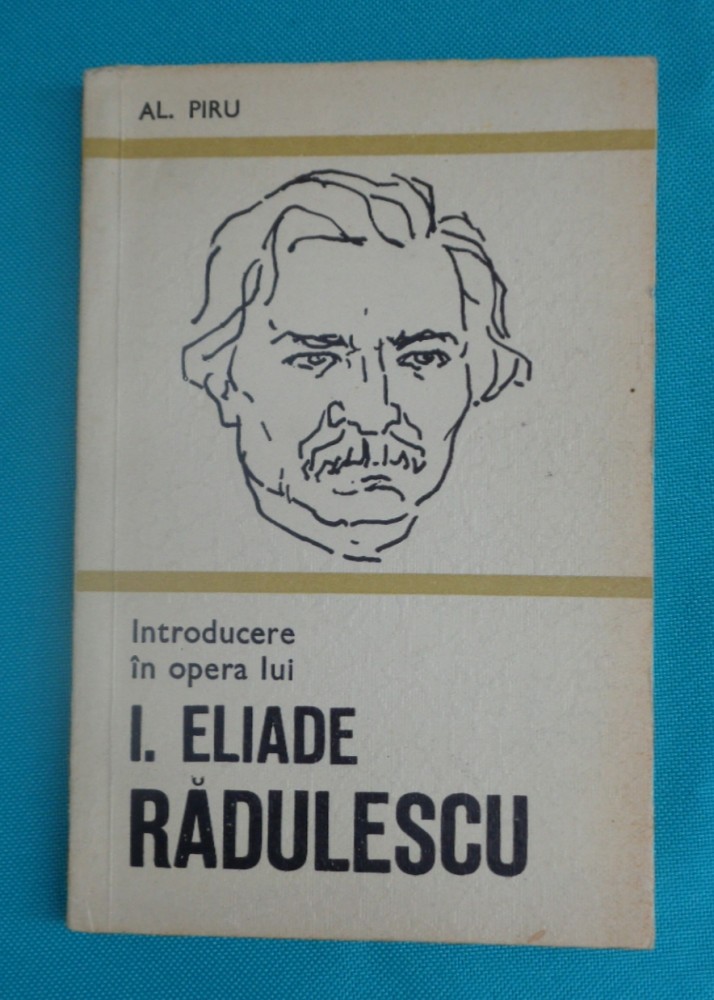 AL. PIRU
Introducere
în opera lui
I. ELIADE
RĂDULESCU